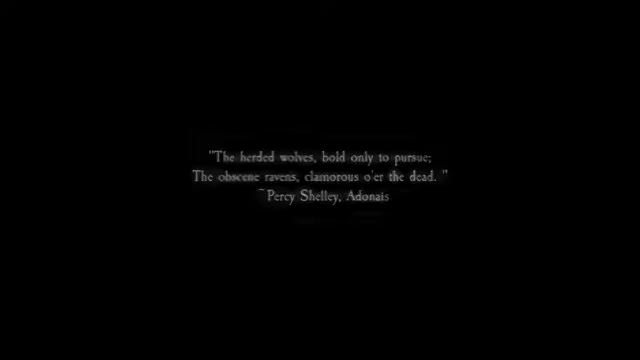 "The herded wolves, bold only to pursue;
The obscene ravens, clamorous o'er the dead. "
~Percy Shelley, Adonais